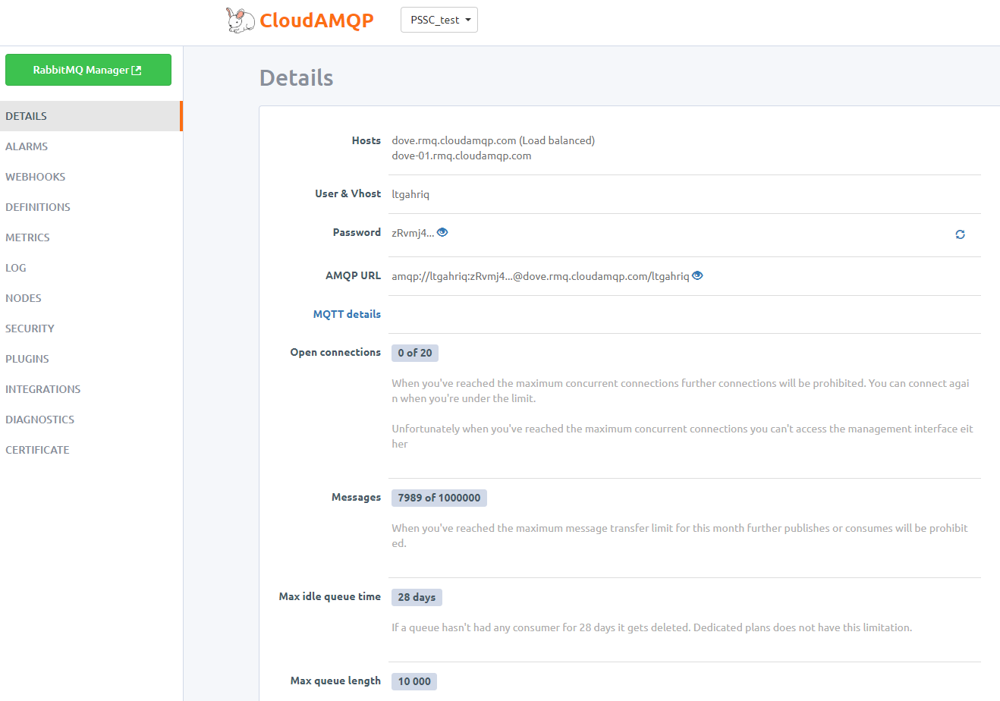 CloudAMQP
PSSC_test
RabbitMQ Manager
DETAILS
ALARMS
WEBHOOKS
DEFINITIONS
METRICS
LOG
NODES
SECURITY
PLUGINS
INTEGRATIONS
DIAGNOSTICS
CERTIFICATE
Details
Hosts dove.rmq.cloudamqp.com (Load balanced)
dove-01.rmq.cloudamqp.com
User & Vhost ltgahriq
Password zRvmj4...
AMQP URL amqp://ltgahriq:zRvmj4...@dove.rmq.cloudamqp.com/ltgahriq
MQTT details
Open connections 0 of 20
When you've reached the maximum concurrent connections further connections will be prohibited. You can connect agai
n when you're under the limit.
Unfortunately when you've reached the maximum concurrent connections you can't access the management interface eit
her
Messages 7989 of 1000000
When you've reached the maximum message transfer limit for this month further publishes or consumes will be prohibit
ed.
Max idle queue time 28 days
If a queue hasn't had any consumer for 28 days it gets deleted. Dedicated plans does not have this limitation.
Max queue length 10 000